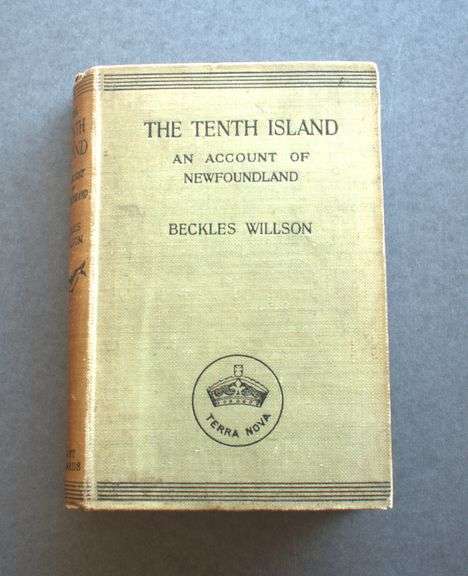 THE TENTH ISLAND
AN ACCOUNT OF
NEWFOUNDLAND
BECKLES WILLSON
TERRA NOVA